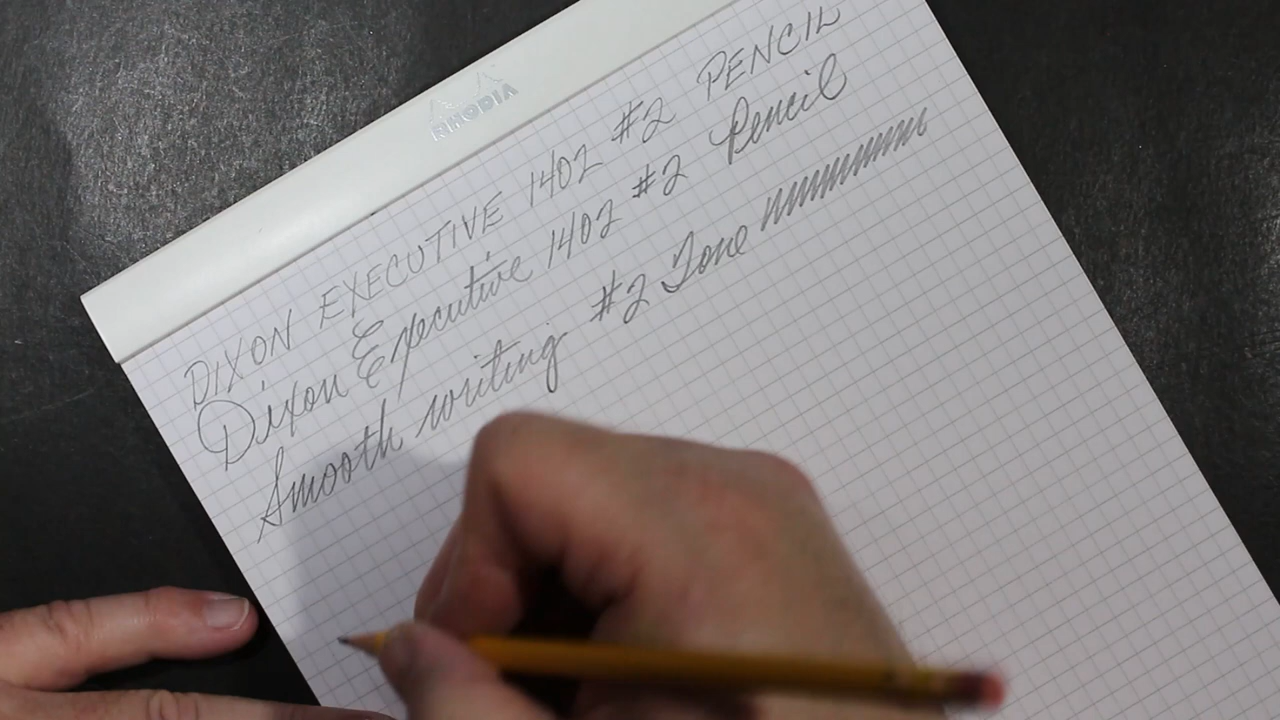 RHODIA
DIXON EXECUTIVE 1402 #2 PENCIL
Dixon Executive 1402 #2 Pencil
Smooth writing #2 Tone